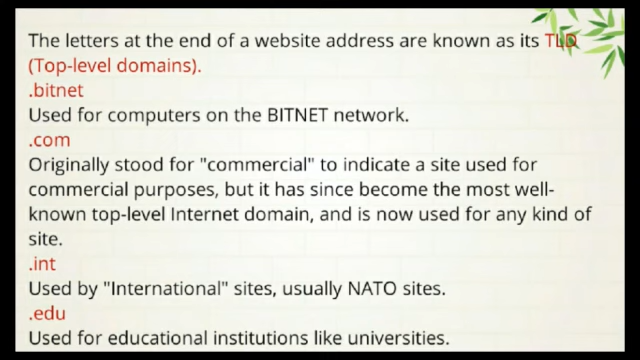 The letters at the end of a website address are known as its TLD
(Top-level domains).
.bitnet
Used for computers on the BITNET network.
.com
Originally stood for "commercial" to indicate a site used for
commercial purposes, but it has since become the most well-
known top-level Internet domain, and is now used for any kind of
site.
.int
Used by "International" sites, usually NATO sites.
.edu
Used for educational institutions like universities.